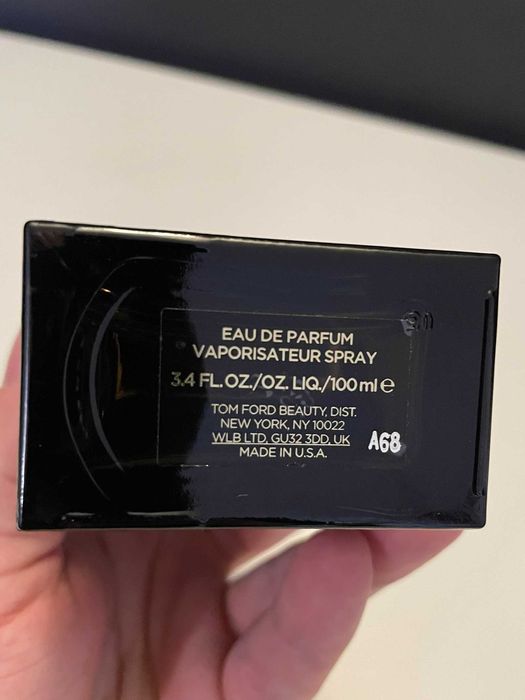 EAU DE PARFUM
VAPORISATEUR SPRAY
3.4 FL.OZ./OZ. LIQ./100 ml ℮
TOM FORD BEAUTY, DIST.
NEW YORK, NY 10022
WLB LTD, GU32 3DD, UK
MADE IN U.S.A.
A68